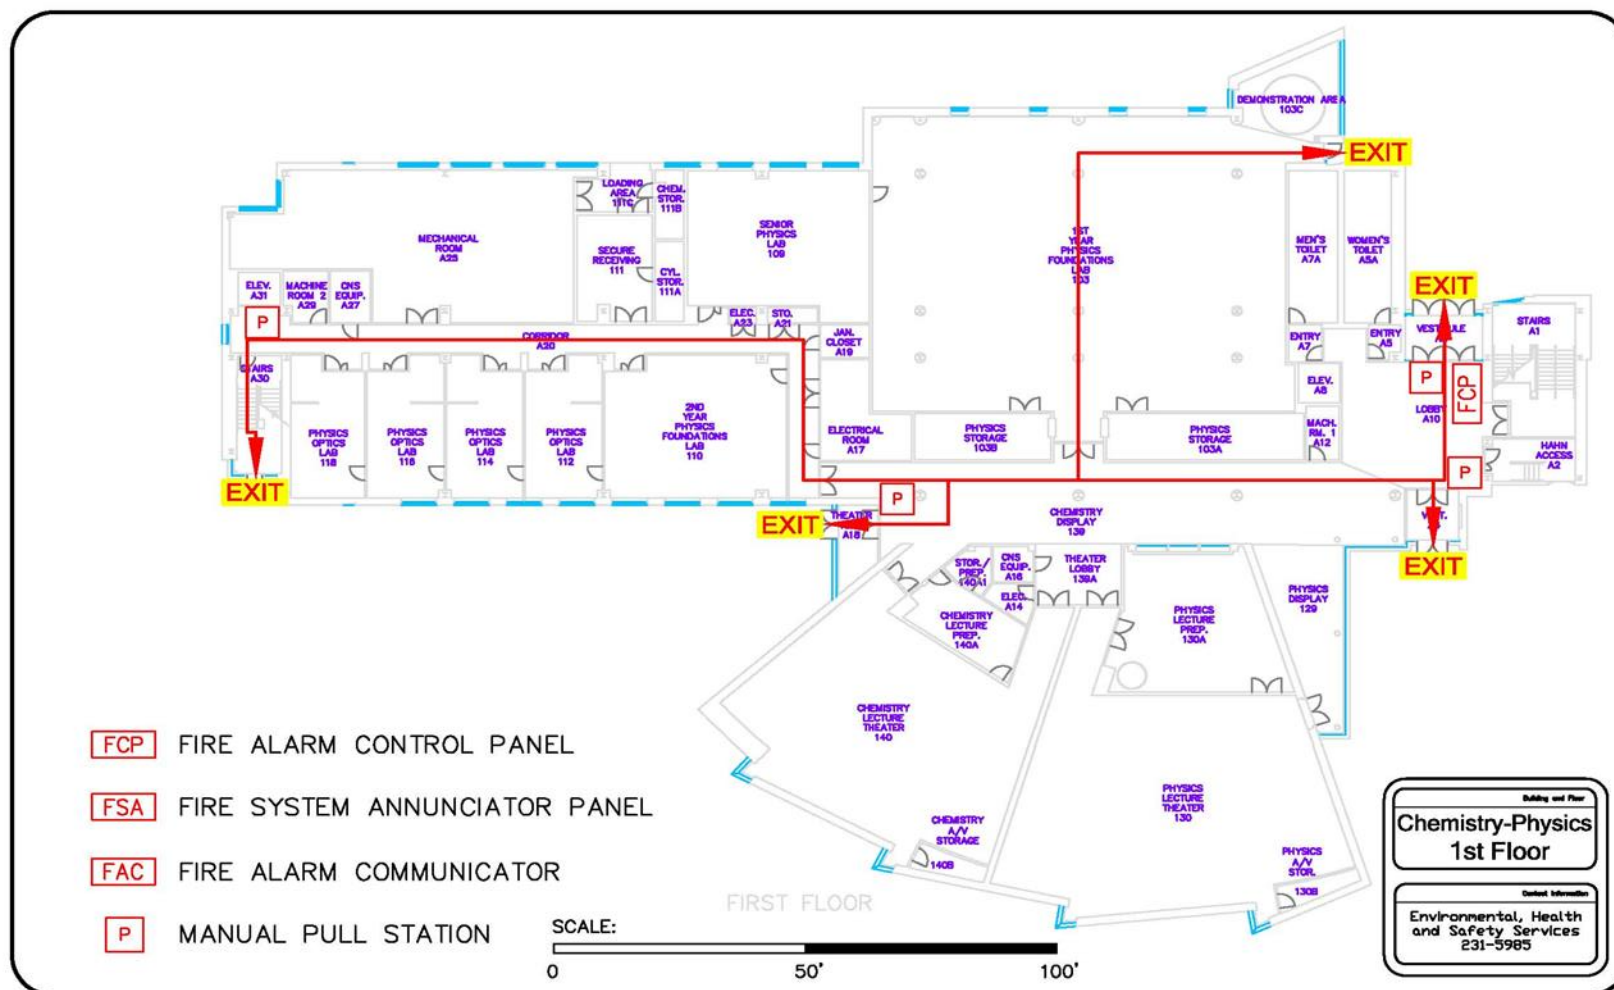 DEMONSTRATION AREA
103C
EXIT
LOADING
AREA
111C
CHEM.
STOR.
111B
SENIOR
PHYSICS
LAB
109
MECHANICAL
ROOM
A25
SECURE
RECEIVING
111
CYL.
STOR.
111A
1ST
YEAR
PHYSICS
FOUNDATIONS
LAB
103
MEN'S
TOILET
A7A
WOMEN'S
TOILET
A5A
ELEV.
A31
MACHINE
ROOM 2
A29
CNS
EQUIP.
A27
P
CORRIDOR
A20
ELEC.
A23
STO.
A21
JAN.
CLOSET
A19
ENTRY
A7
ENTRY
A5
EXIT
STAIRS
A1
P
FCP
LOBBY
A10
ELEV.
A8
MACH.
RM. 1
A12
HAHN
ACCESS
A2
P
STAIRS
A30
PHYSICS
OPTICS
LAB
118
PHYSICS
OPTICS
LAB
116
PHYSICS
OPTICS
LAB
114
PHYSICS
OPTICS
LAB
112
2ND
YEAR
PHYSICS
FOUNDATIONS
LAB
110
ELECTRICAL
ROOM
A17
PHYSICS
STORAGE
103B
PHYSICS
STORAGE
103A
EXIT
P
EXIT
THEATER
A18
CHEMISTRY
DISPLAY
139
EXIT
STOR./
PREP.
140A1
CNS
EQUIP.
A16
ELEC.
A14
THEATER
LOBBY
139A
CHEMISTRY
LECTURE
PREP.
140A
PHYSICS
LECTURE
PREP.
130A
PHYSICS
DISPLAY
129
CHEMISTRY
LECTURE
THEATER
140
PHYSICS
LECTURE
THEATER
130
CHEMISTRY
A/V
STORAGE
140B
PHYSICS
A/V
STOR.
130B
FCP FIRE ALARM CONTROL PANEL
FSA FIRE SYSTEM ANNUNCIATOR PANEL
FAC FIRE ALARM COMMUNICATOR
P MANUAL PULL STATION
FIRST FLOOR
SCALE:
0 50' 100'
Building and Floor
Chemistry-Physics
1st Floor
Contact Information
Environmental, Health
and Safety Services
231-5985